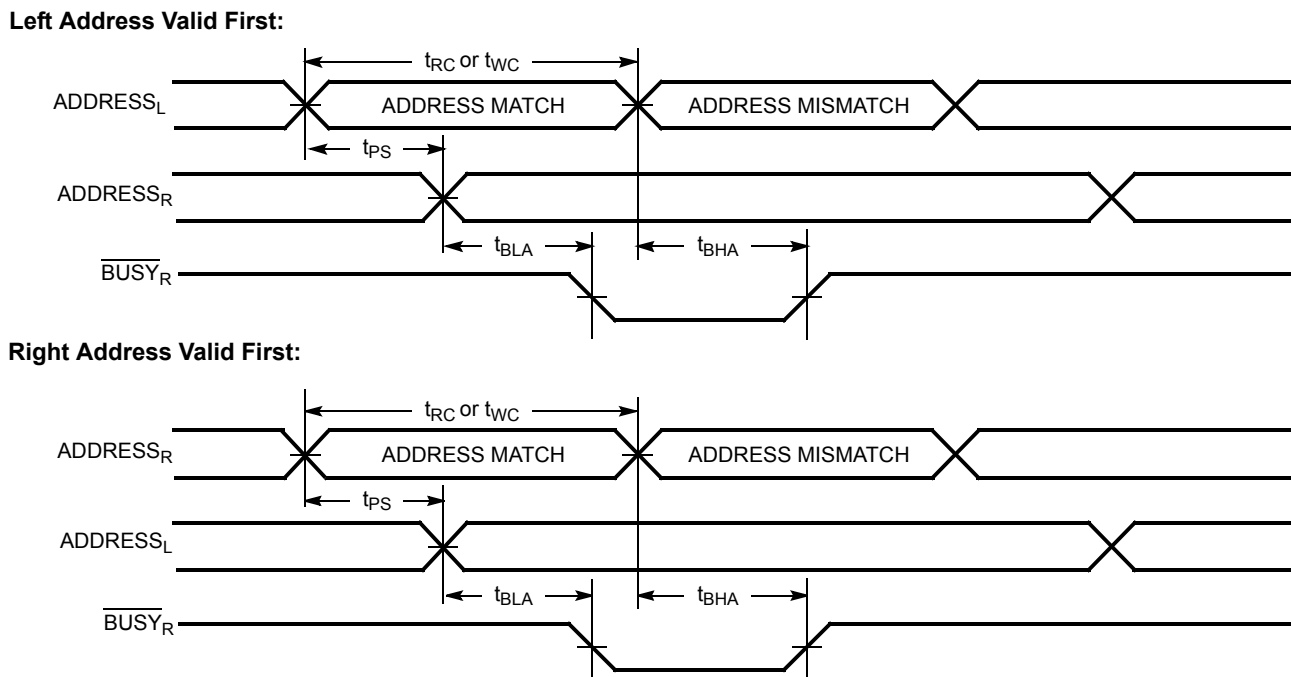 Left Address Valid First:
tRC or tWC
ADDRESSL
ADDRESS MATCH
ADDRESS MISMATCH
tPS
ADDRESSR
tBLA
tBHA
BUSYR
Right Address Valid First:
tRC or tWC
ADDRESSR
ADDRESS MATCH
ADDRESS MISMATCH
tPS
ADDRESSL
tBLA
tBHA
BUSYR